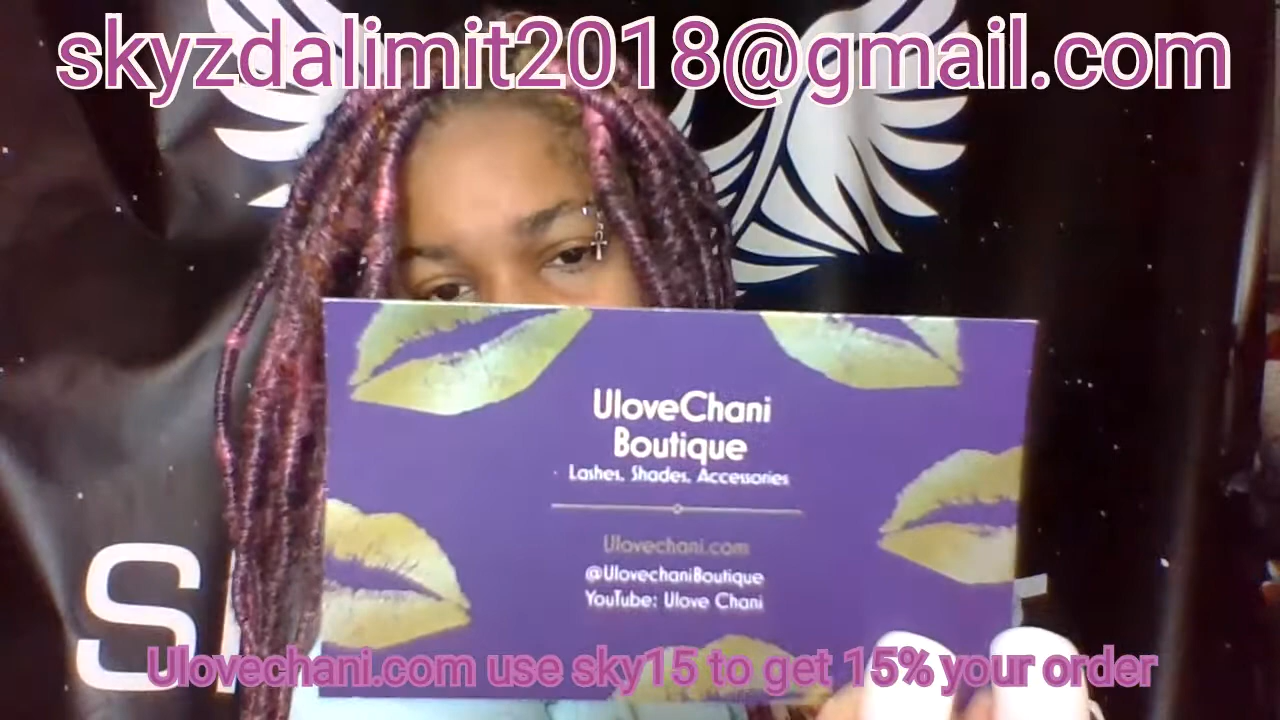 skyzdalimit2018@gmail.com
UloveChani
Boutique
Lashes, Shades, Accessories
Ulovechani.com
@UlovechaniBoutique
YouTube: Ulove Chani
Ulovechani.com use sky15 to get 15% your order